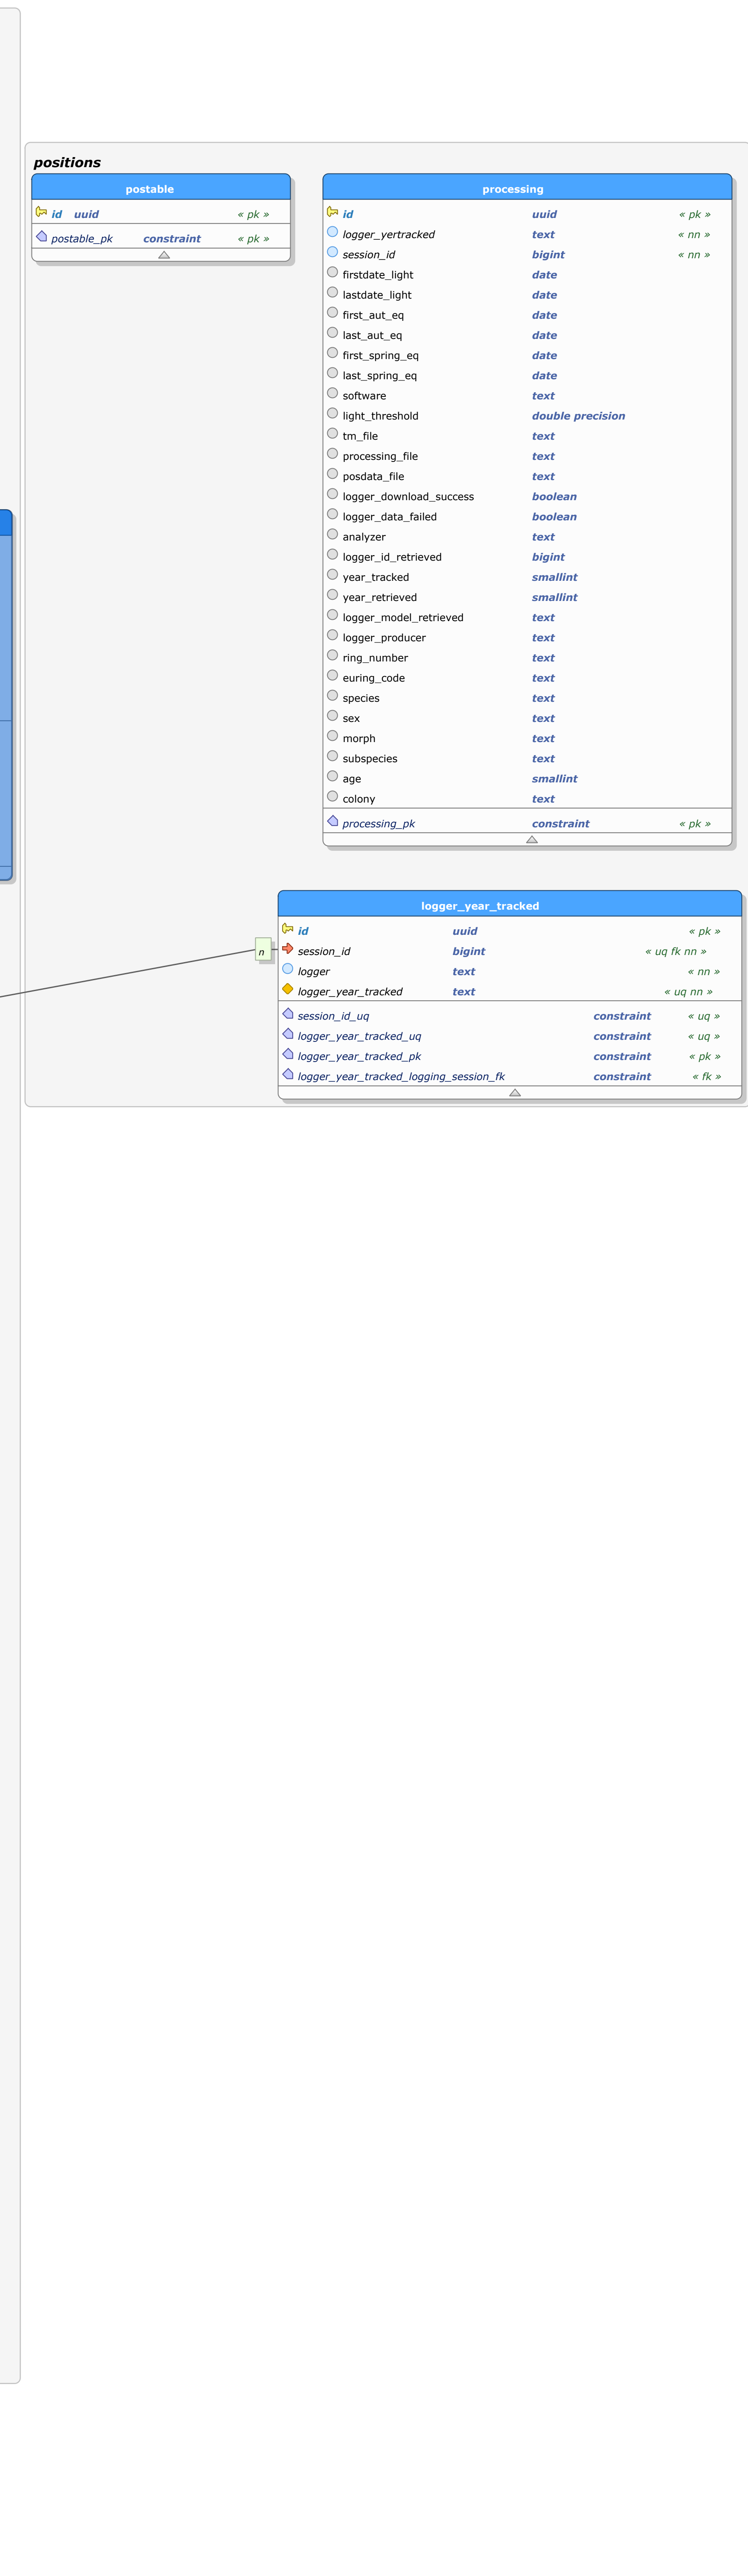 positions
postable
id uuid « pk »
postable_pk constraint « pk »
processing
id uuid « pk »
logger_yertracked text « nn »
session_id bigint « nn »
firstdate_light date
lastdate_light date
first_aut_eq date
last_aut_eq date
first_spring_eq date
last_spring_eq date
software text
light_threshold double precision
tm_file text
processing_file text
posdata_file text
logger_download_success boolean
logger_data_failed boolean
analyzer text
logger_id_retrieved bigint
year_tracked smallint
year_retrieved smallint
logger_model_retrieved text
logger_producer text
ring_number text
euring_code text
species text
sex text
morph text
subspecies text
age smallint
colony text
processing_pk constraint « pk »
logger_year_tracked
id uuid « pk »
n
session_id bigint « uq fk nn »
logger text « nn »
logger_year_tracked text « uq nn »
session_id_uq constraint « uq »
logger_year_tracked_uq constraint « uq »
logger_year_tracked_pk constraint « pk »
logger_year_tracked_logging_session_fk constraint « fk »